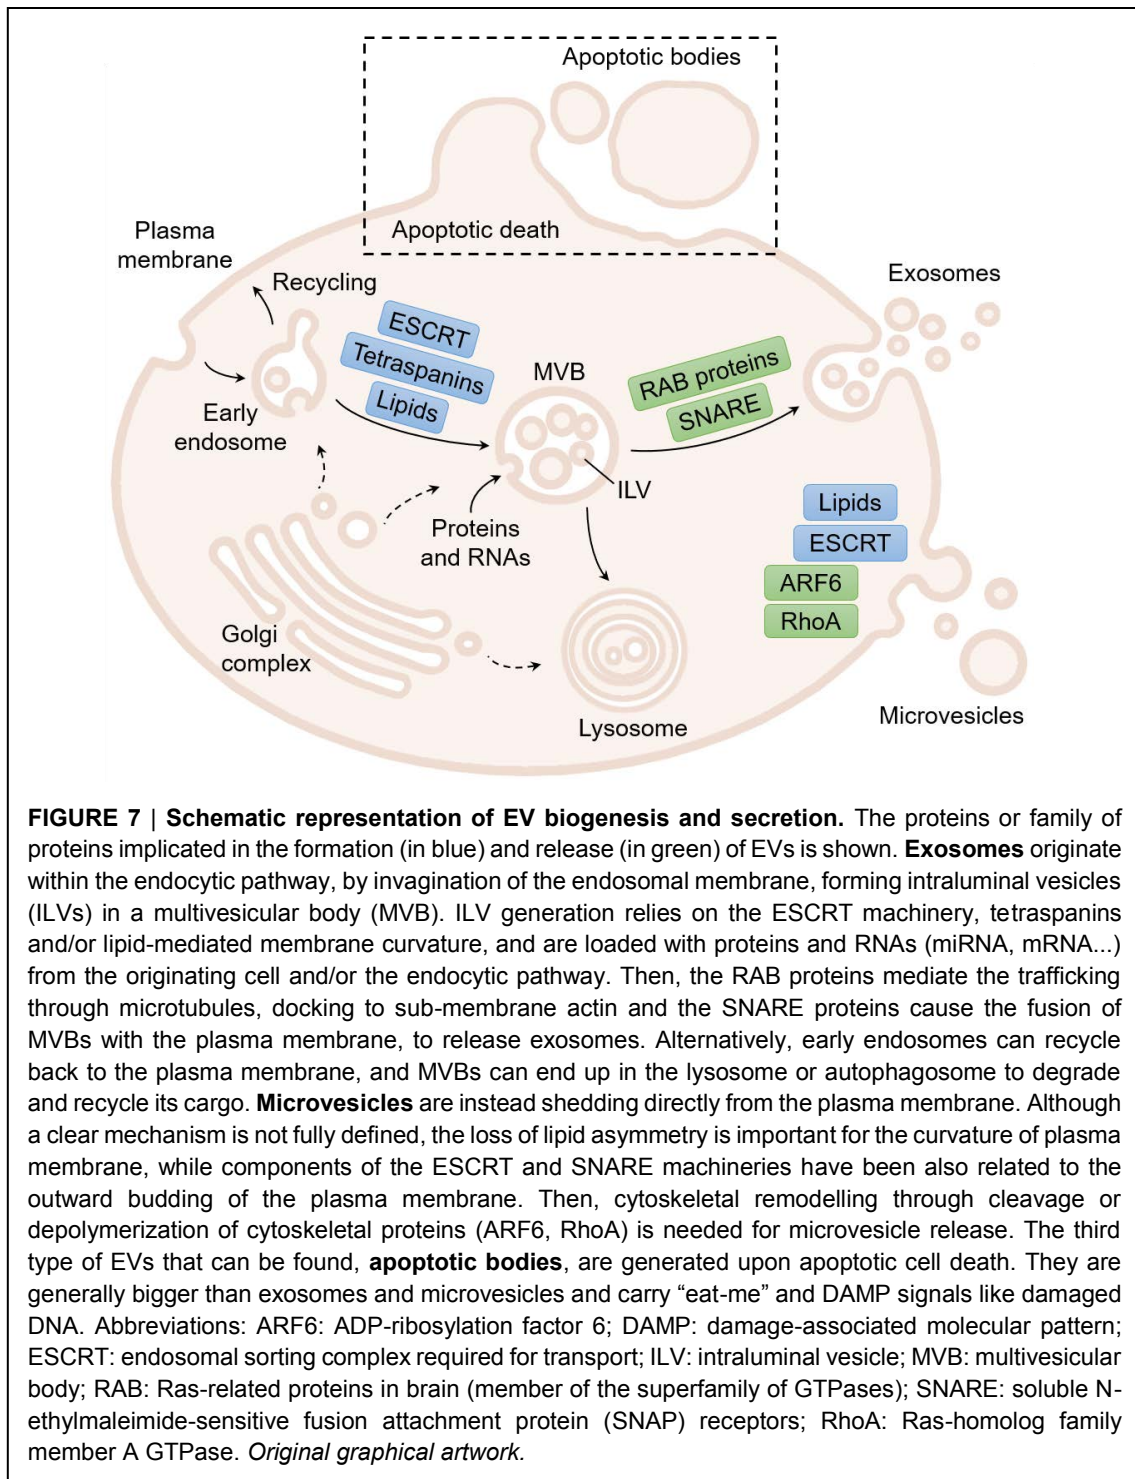 Apoptotic bodies
Apoptotic death
Plasma
membrane
Recycling
Exosomes
ESCRT
Tetraspanins
Lipids
MVB
RAB proteins
SNARE
Early
endosome
ILV
Proteins
and RNAs
Lipids
ESCRT
ARF6
RhoA
Golgi
complex
Lysosome
Microvesicles
FIGURE 7 | Schematic representation of EV biogenesis and secretion. The proteins or family of
proteins implicated in the formation (in blue) and release (in green) of EVs is shown. Exosomes originate
within the endocytic pathway, by invagination of the endosomal membrane, forming intraluminal vesicles
(ILVs) in a multivesicular body (MVB). ILV generation relies on the ESCRT machinery, tetraspanins
and/or lipid-mediated membrane curvature, and are loaded with proteins and RNAs (miRNA, mRNA...)
from the originating cell and/or the endocytic pathway. Then, the RAB proteins mediate the trafficking
through microtubules, docking to sub-membrane actin and the SNARE proteins cause the fusion of
MVBs with the plasma membrane, to release exosomes. Alternatively, early endosomes can recycle
back to the plasma membrane, and MVBs can end up in the lysosome or autophagosome to degrade
and recycle its cargo. Microvesicles are instead shedding directly from the plasma membrane. Although
a clear mechanism is not fully defined, the loss of lipid asymmetry is important for the curvature of plasma
membrane, while components of the ESCRT and SNARE machineries have been also related to the
outward budding of the plasma membrane. Then, cytoskeletal remodelling through cleavage or
depolymerization of cytoskeletal proteins (ARF6, RhoA) is needed for microvesicle release. The third
type of EVs that can be found, apoptotic bodies, are generated upon apoptotic cell death. They are
generally bigger than exosomes and microvesicles and carry “eat-me” and DAMP signals like damaged
DNA. Abbreviations: ARF6: ADP-ribosylation factor 6; DAMP: damage-associated molecular pattern;
ESCRT: endosomal sorting complex required for transport; ILV: intraluminal vesicle; MVB: multivesicular
body; RAB: Ras-related proteins in brain (member of the superfamily of GTPases); SNARE: soluble N-
ethylmaleimide-sensitive fusion attachment protein (SNAP) receptors; RhoA: Ras-homolog family
member A GTPase. Original graphical artwork.